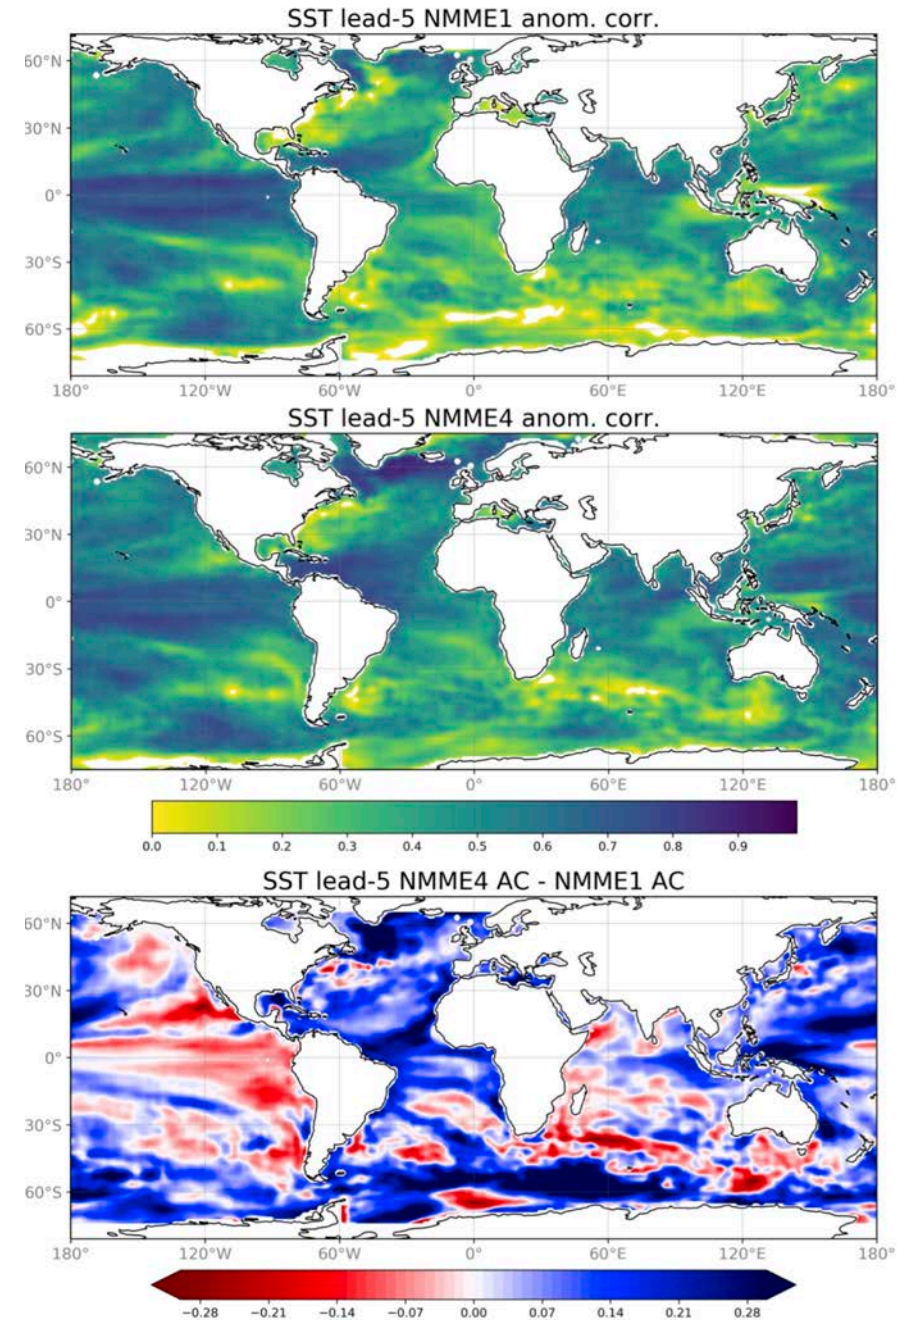 SST lead-5 NMME1 anom. corr.
60°N
30°N
0°
30°S
60°S
180° 120°W 60°W 0° 60°E 120°E 180°
SST lead-5 NMME4 anom. corr.
60°N
30°N
0°
30°S
60°S
180° 120°W 60°W 0° 60°E 120°E 180°
0.0 0.1 0.2 0.3 0.4 0.5 0.6 0.7 0.8 0.9
SST lead-5 NMME4 AC - NMME1 AC
60°N
30°N
0°
30°S
60°S
180° 120°W 60°W 0° 60°E 120°E 180°
−0.28 −0.21 −0.14 −0.07 0.00 0.07 0.14 0.21 0.28